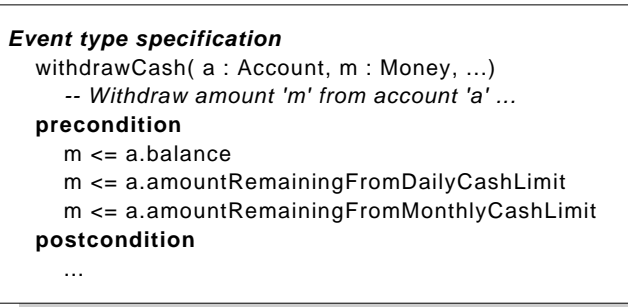 Event type specification
withdrawCash( a : Account, m : Money, ...)
-- Withdraw amount 'm' from account 'a' ...
precondition
m <= a.balance
m <= a.amountRemainingFromDailyCashLimit
m <= a.amountRemainingFromMonthlyCashLimit
postcondition
...